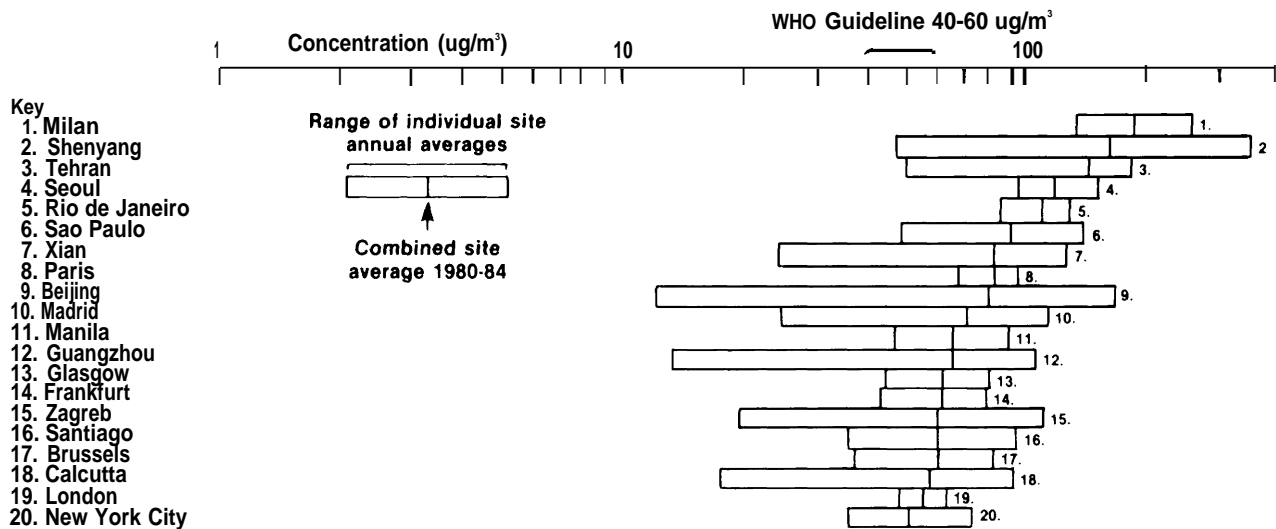 WHO Guideline 40-60 ug/m³
1 Concentration (ug/m³) 10 100
Key
Range of individual site
annual averages
Combined site
average 1980-84
1. Milan
2. Shenyang
3. Tehran
4. Seoul
5. Rio de Janeiro
6. Sao Paulo
7. Xian
8. Paris
9. Beijing
10. Madrid
11. Manila
12. Guangzhou
13. Glasgow
14. Frankfurt
15. Zagreb
16. Santiago
17. Brussels
18. Calcutta
19. London
20. New York City
1.
2
3.
4.
5.
6.
7.
8.
9.
10.
11.
12.
13.
14.
15.
16.
17.
18.
19.
20.